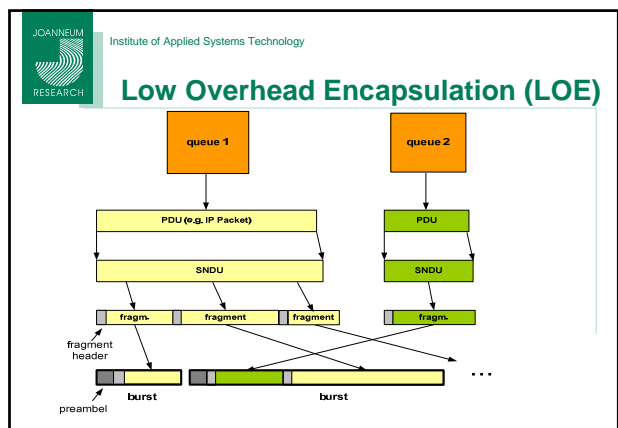 JOANNEUM
RESEARCH
Institute of Applied Systems Technology
Low Overhead Encapsulation (LOE)
queue 1
queue 2
PDU (e.g. IP Packet)
PDU
SNDU
SNDU
fragm.
fragment
fragment
fragm.
fragment
header
...
burst
burst
preambel